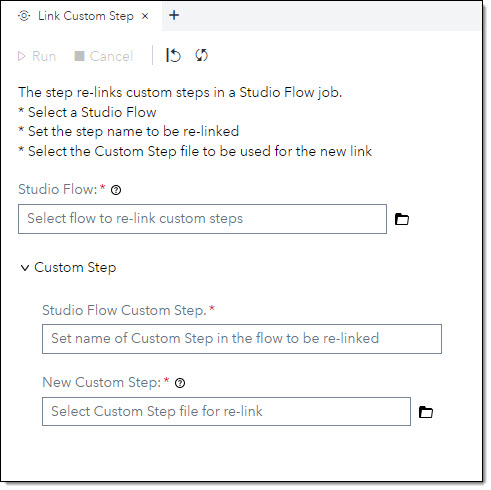 Link Custom Step
Run Cancel
The step re-links custom steps in a Studio Flow job.
* Select a Studio Flow
* Set the step name to be re-linked
* Select the Custom Step file to be used for the new link
Studio Flow: *
Select flow to re-link custom steps
Custom Step
Studio Flow Custom Step. *
Set name of Custom Step in the flow to be re-linked
New Custom Step: *
Select Custom Step file for re-link